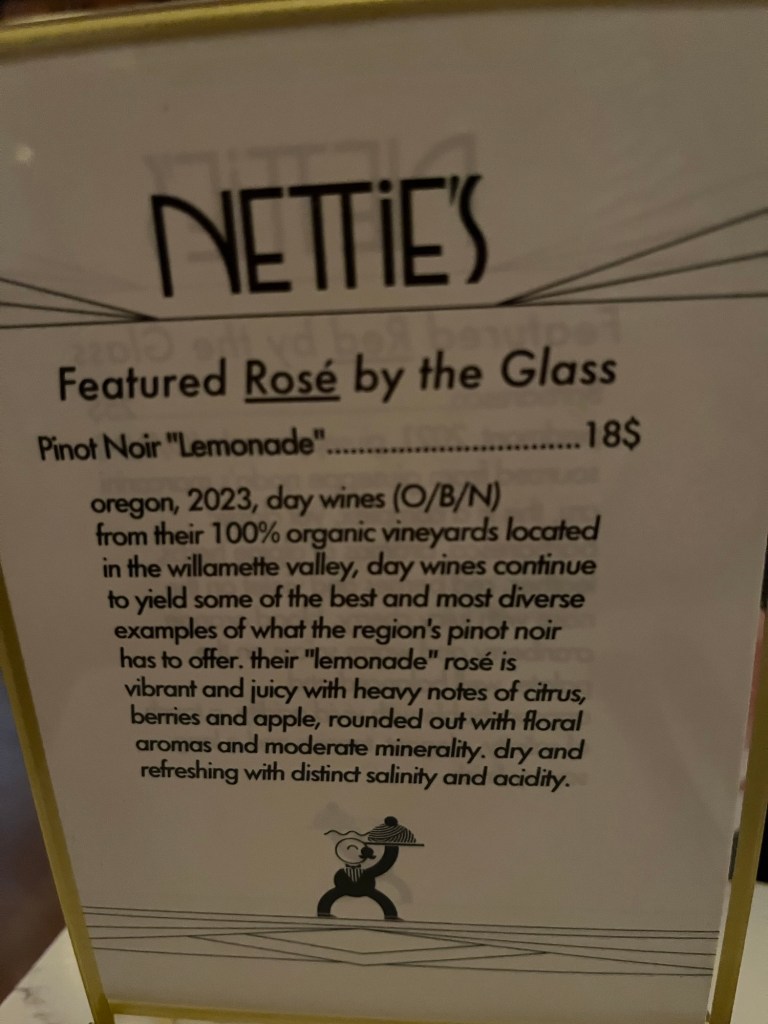 NETTiE'S
Featured Rosé by the Glass
Pinot Noir "Lemonade"..............................18$
oregon, 2023, day wines (O/B/N)
from their 100% organic vineyards located
in the willamette valley, day wines continue
to yield some of the best and most diverse
examples of what the region's pinot noir
has to offer. their "lemonade" rosé is
vibrant and juicy with heavy notes of citrus,
berries and apple, rounded out with floral
aromas and moderate minerality. dry and
refreshing with distinct salinity and acidity.